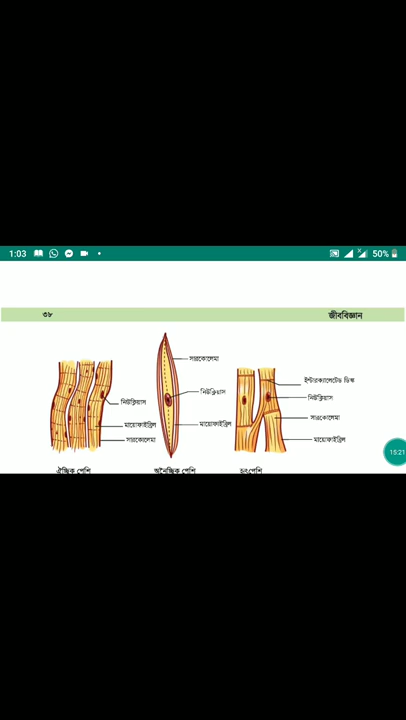 1:03
50%
৩৮
জীববিজ্ঞান
সারকোলেমা
নিউক্লিয়াস
মায়োফাইব্রিল
নিউক্লিয়াস
মায়োফাইব্রিল
সারকোলেমা
ইন্টারক্যালেটেড ডিস্ক
নিউক্লিয়াস
সারকোলেমা
মায়োফাইব্রিল
15:21
ঐচ্ছিক পেশি
অনৈচ্ছিক পেশি
হৃৎপেশি